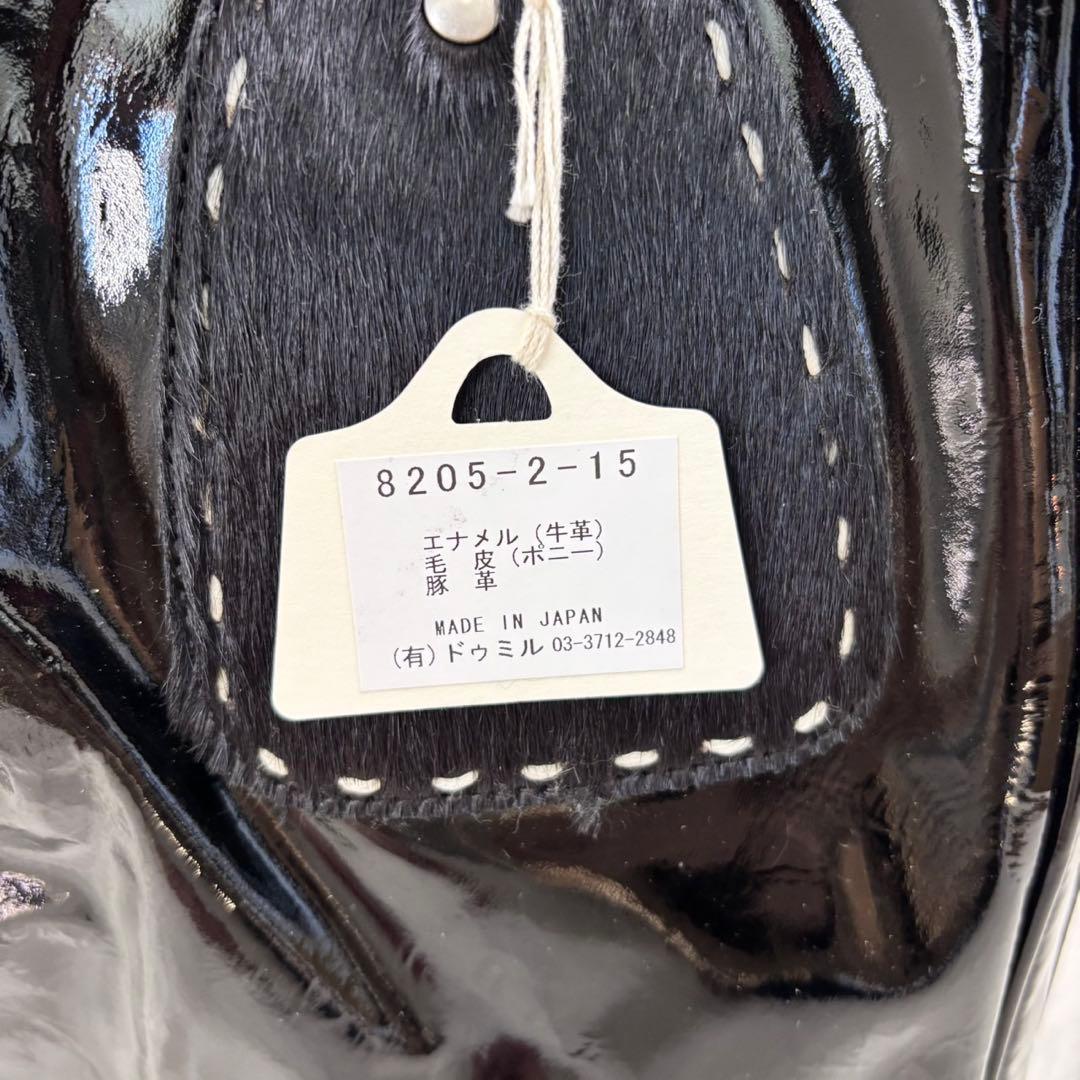 8205-2-15
エナメル（牛革）
毛　皮（ポニー）
豚　革
MADE IN JAPAN
（有）ドゥミル 03-3712-2848